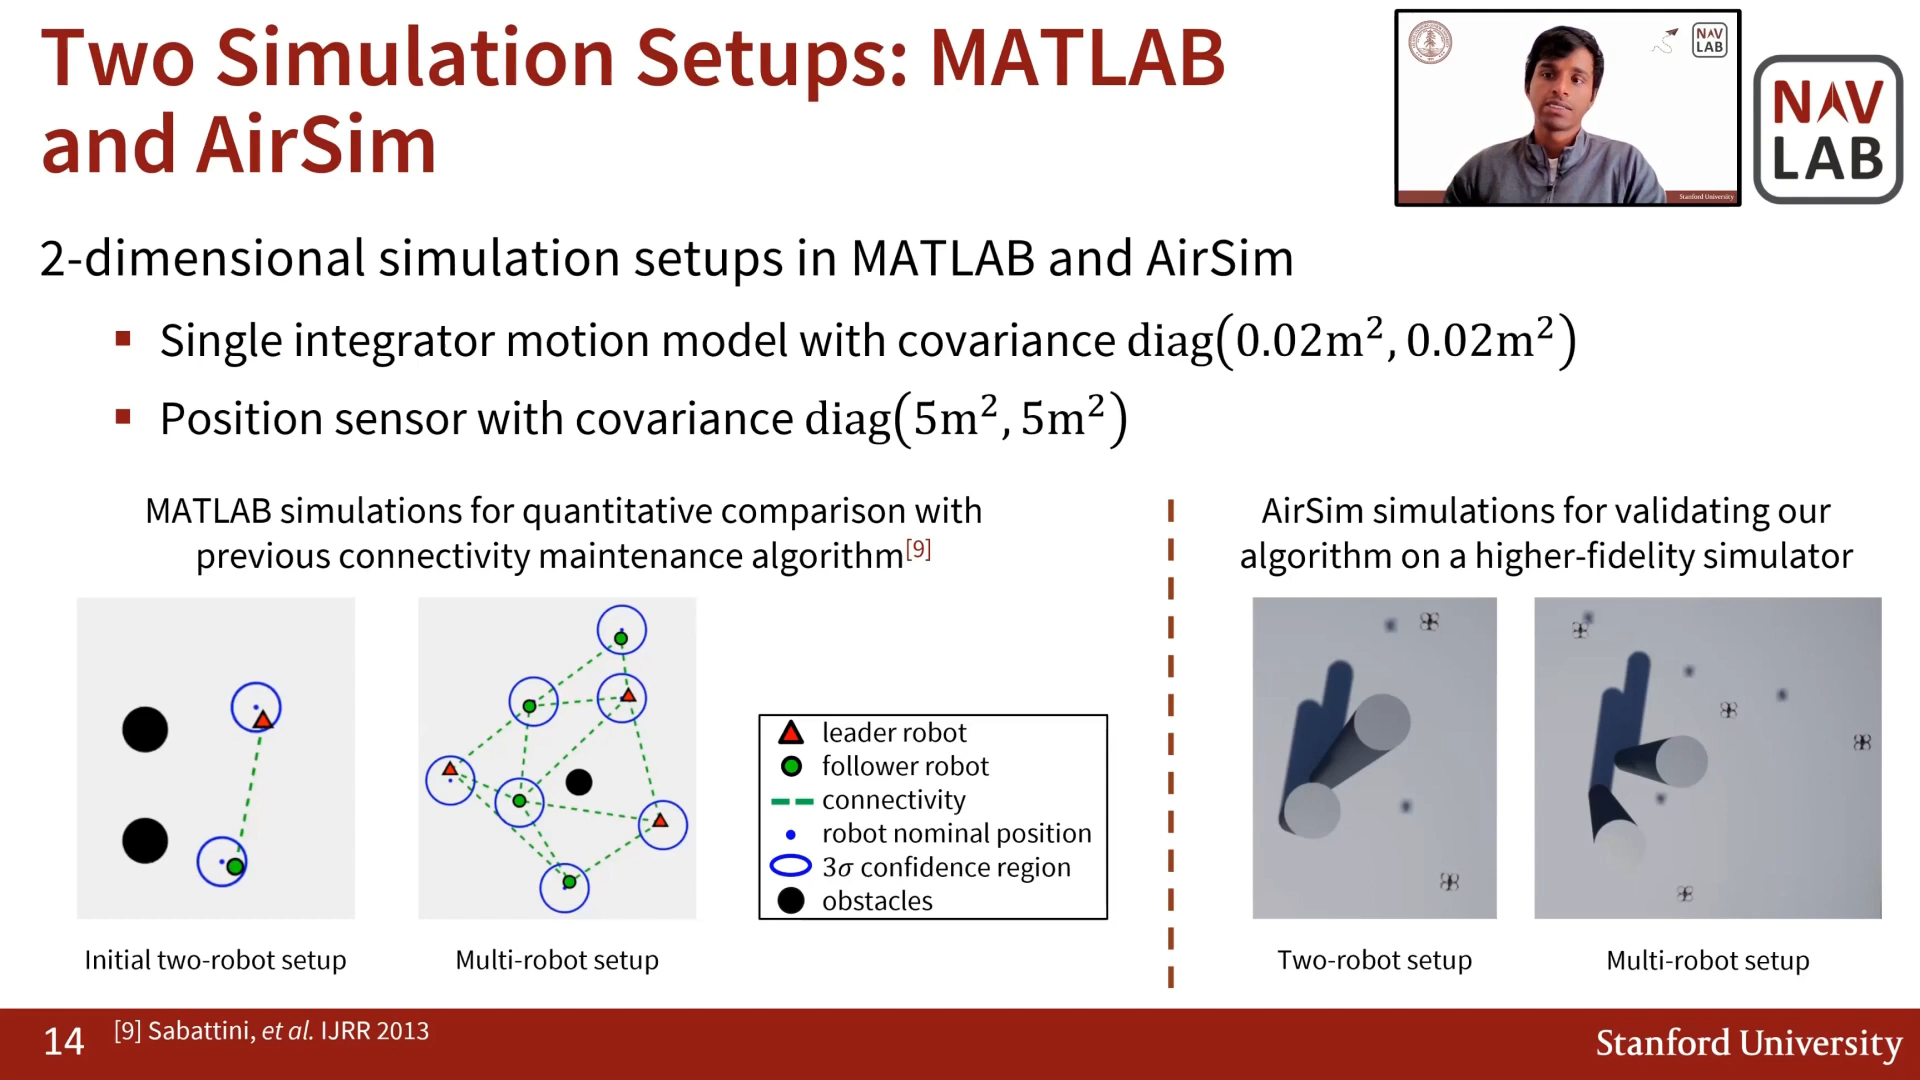 Two Simulation Setups: MATLAB
and AirSim
NAV
LAB
Stanford University
NAV
LAB
2-dimensional simulation setups in MATLAB and AirSim
▪ Single integrator motion model with covariance diag(0.02m², 0.02m²)
▪ Position sensor with covariance diag(5m², 5m²)
MATLAB simulations for quantitative comparison with
previous connectivity maintenance algorithm[9]
AirSim simulations for validating our
algorithm on a higher-fidelity simulator
leader robot
follower robot
connectivity
robot nominal position
3σ confidence region
obstacles
Initial two-robot setup
Multi-robot setup
Two-robot setup
Multi-robot setup
14
[9] Sabattini, et al. IJRR 2013
Stanford University